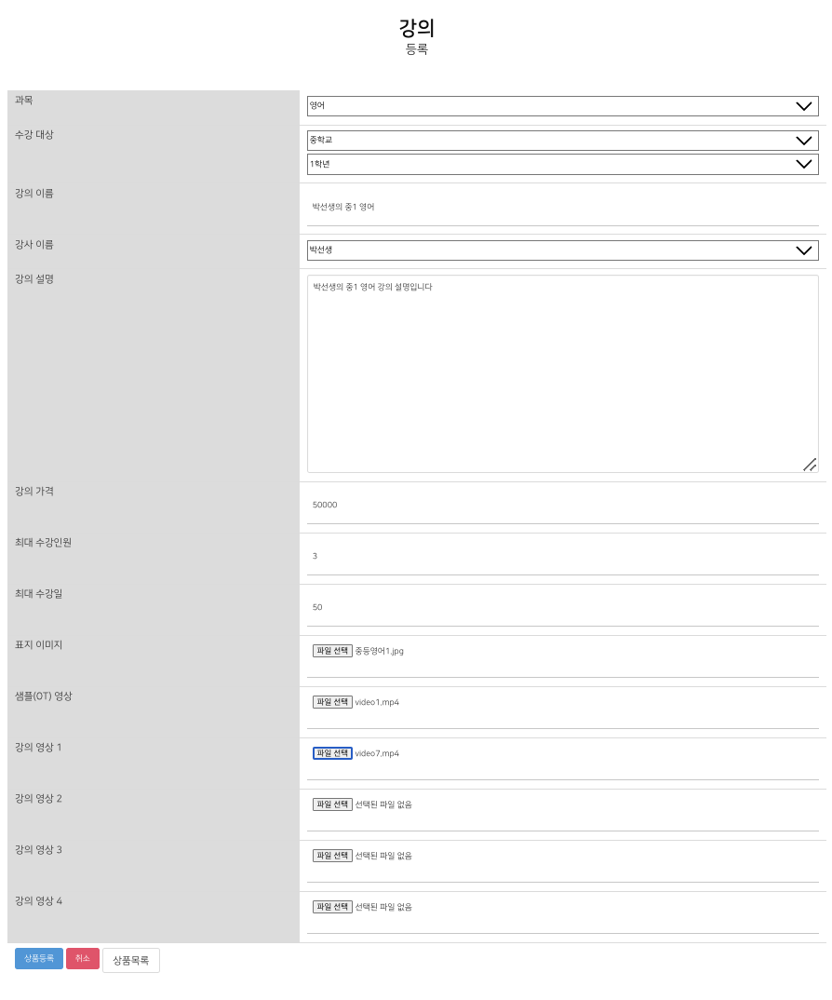 강의
등록
과목
영어
수강 대상
중학교
1학년
강의 이름
박선생의 중1 영어
강사 이름
박선생
강의 설명
박선생의 중1 영어 강의 설명입니다
강의 가격
50000
최대 수강인원
3
최대 수강일
50
표지 이미지
파일 선택 중등영어1.jpg
샘플(OT) 영상
파일 선택 video1.mp4
강의 영상 1
파일 선택 video7.mp4
강의 영상 2
파일 선택 선택된 파일 없음
강의 영상 3
파일 선택 선택된 파일 없음
강의 영상 4
파일 선택 선택된 파일 없음
상품등록 취소 상품목록